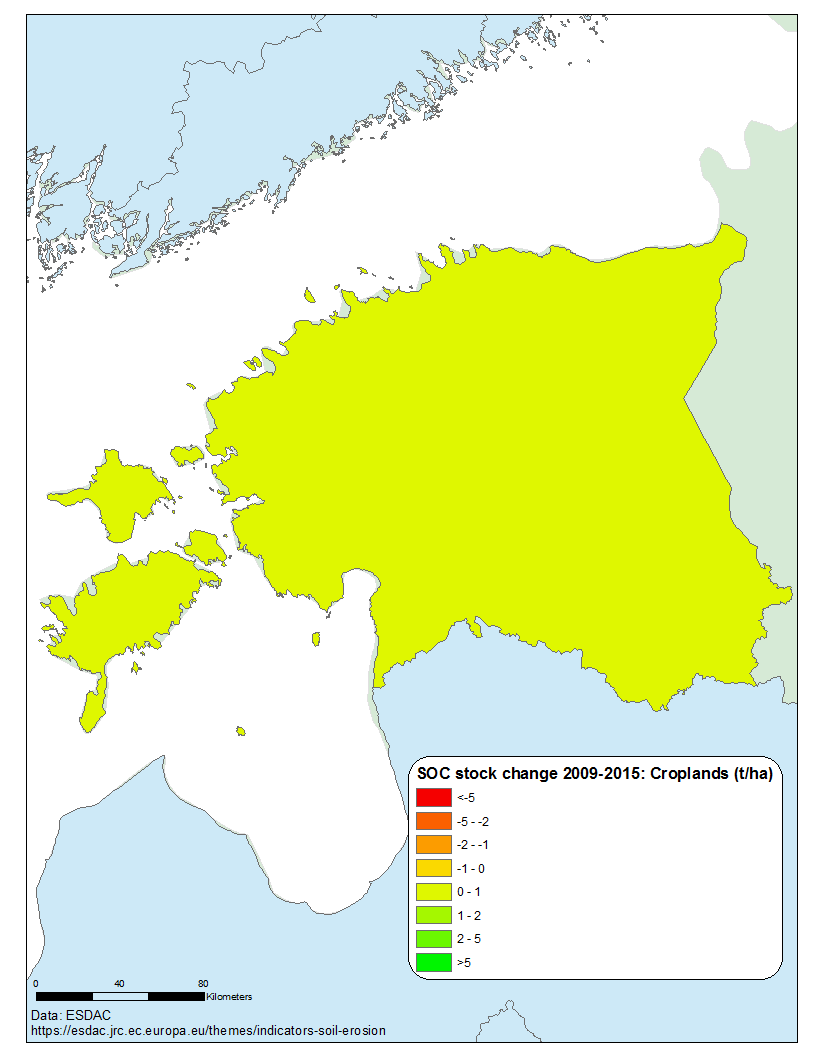 SOC stock change 2009-2015: Croplands (t/ha)
<-5
-5 - -2
-2 - -1
-1 - 0
0 - 1
1 - 2
2 - 5
>5
0 40 80
Kilometers
Data: ESDAC
https://esdac.jrc.ec.europa.eu/themes/indicators-soil-erosion